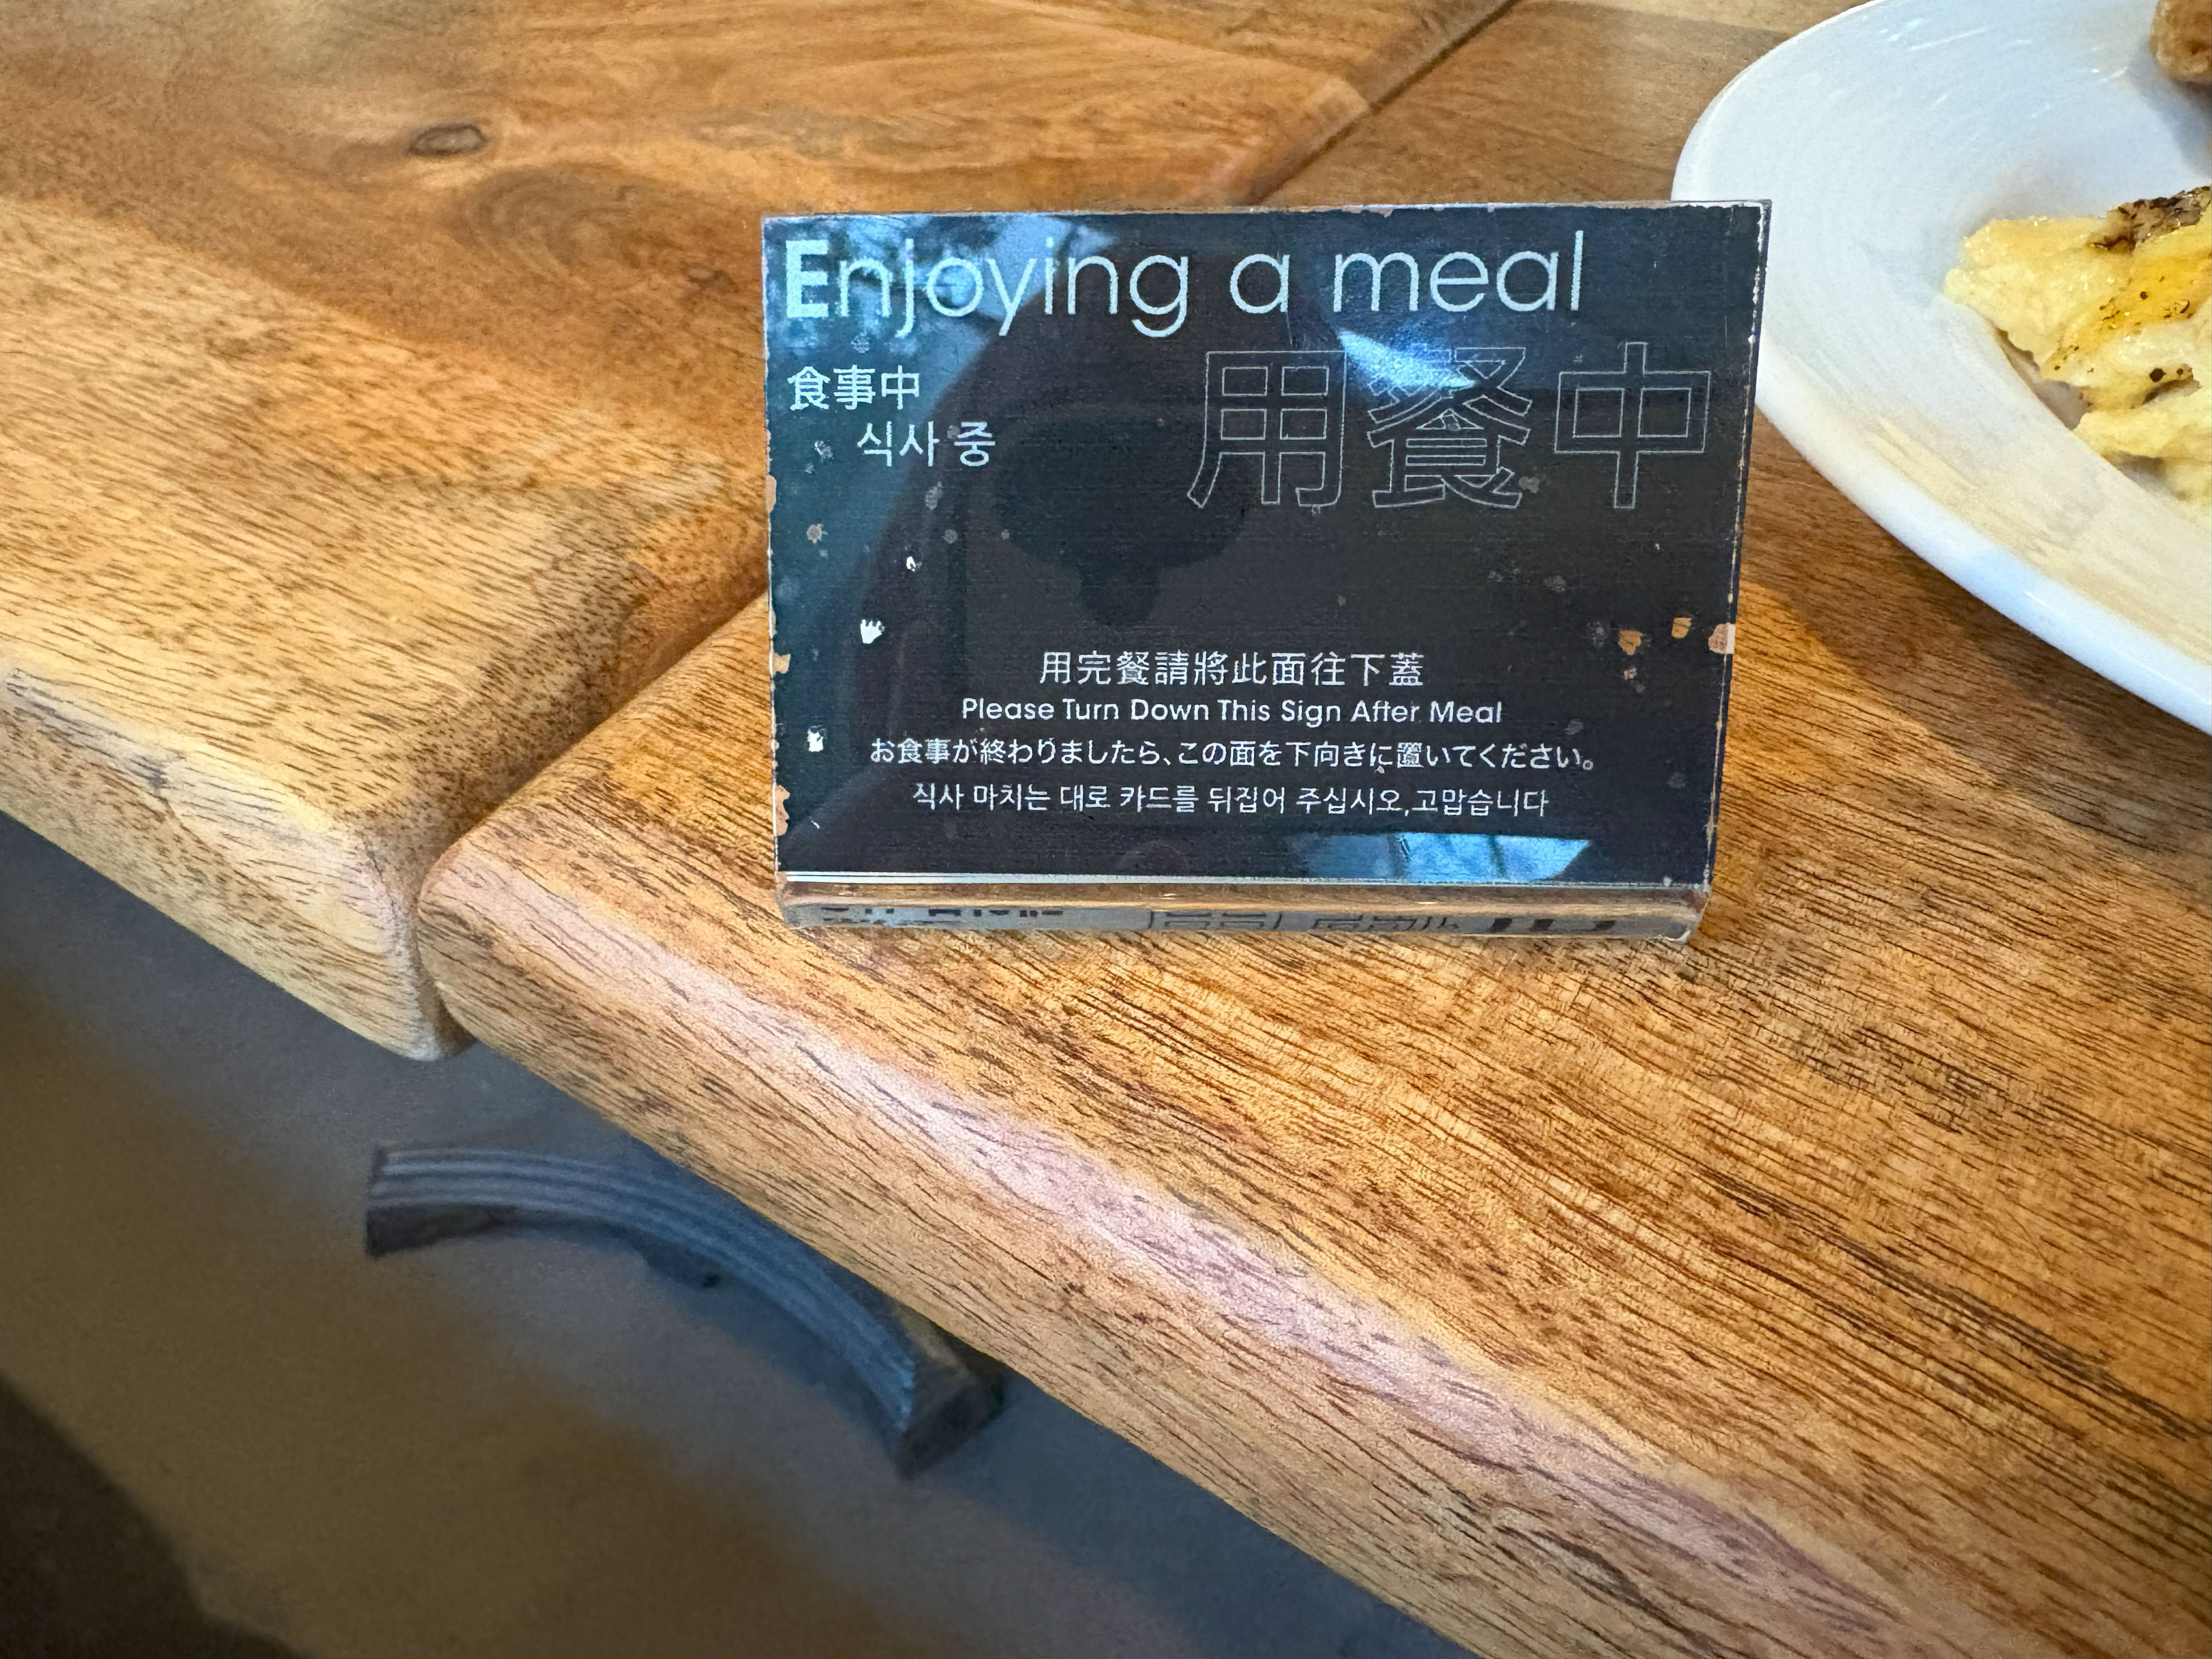 Enjoying a meal
食事中
식사 중
用餐中
用完餐請將此面往下蓋
Please Turn Down This Sign After Meal
お食事が終わりましたら、この面を下向きに置いてください。
식사 마치는 대로 카드를 뒤집어 주십시오,고맙습니다